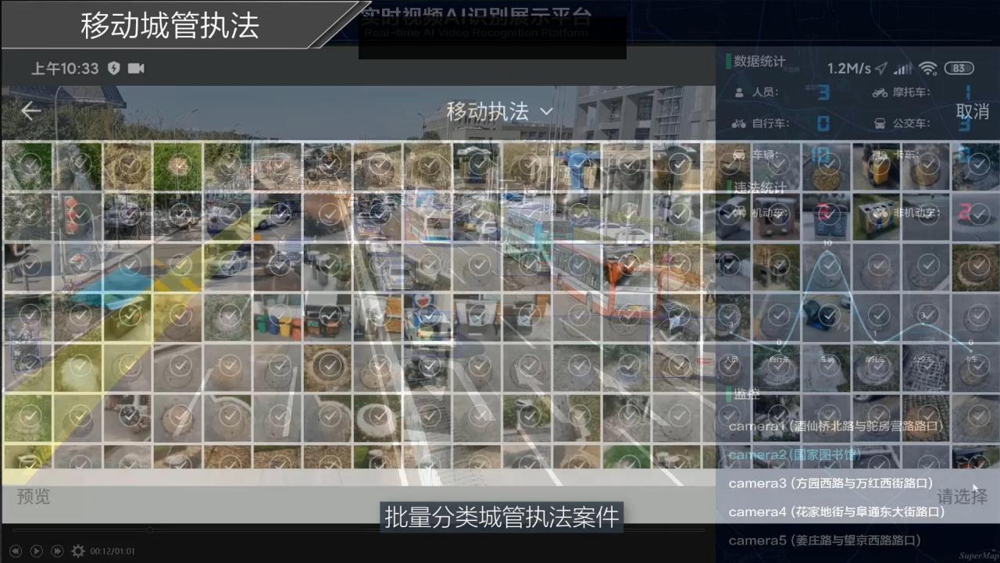 移动城管执法
实时视频AI识别展示平台
Real-time AI Video Recognition Platform
上午10:33
1.2M/s
83
移动执法
取消
数据统计
人员: 3
摩托车: 1
自行车: 0
公交车: 3
车辆: 10
卡车: 0
违法统计
机动车:
非机动车:
10
3
3
1
0
0
人员
自行车
车辆
摩托车
公交车
卡车
监控
camera1 (酒仙桥北路与驼房营路路口)
camera2 (国家图书馆)
camera3 (方园西路与万红西街路口)
camera4 (花家地街与阜通东大街路口)
camera5 (姜庄路与望京西路路口)
预览
请选择
批量分类城管执法案件
00:12/01:01
SuperMap